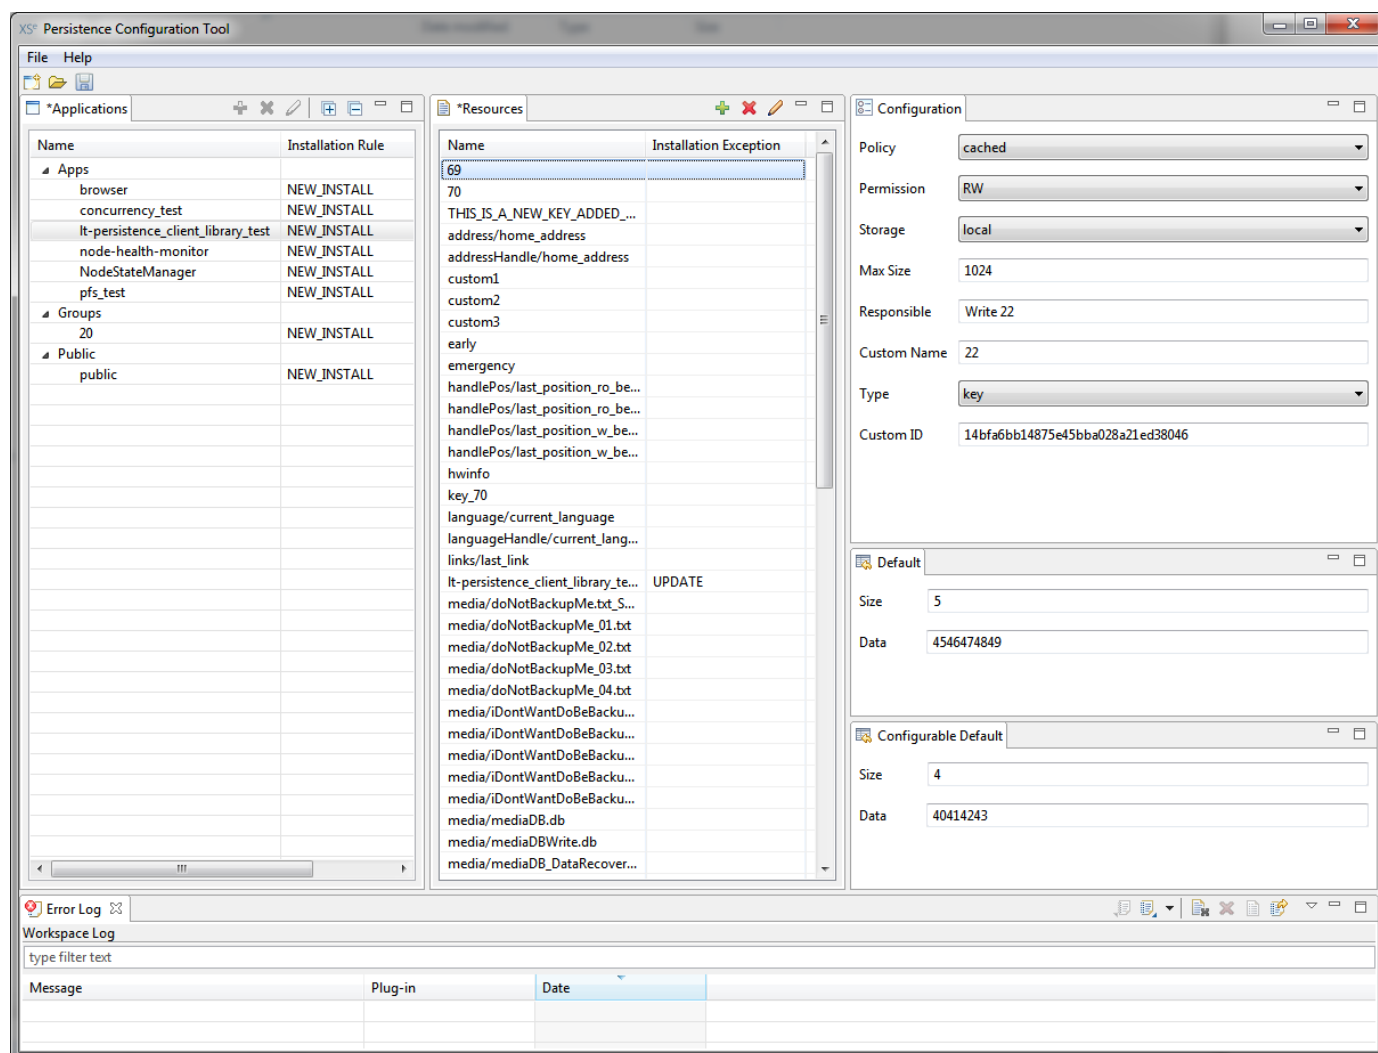 XSe Persistence Configuration Tool
Date modified Type Size
File Help
*Applications
Name Installation Rule
Apps
browser NEW_INSTALL
concurrency_test NEW_INSTALL
lt-persistence_client_library_test NEW_INSTALL
node-health-monitor NEW_INSTALL
NodeStateManager NEW_INSTALL
pfs_test NEW_INSTALL
Groups
20 NEW_INSTALL
Public
public NEW_INSTALL
*Resources
Name Installation Exception
69
70
THIS_IS_A_NEW_KEY_ADDED_...
address/home_address
addressHandle/home_address
custom1
custom2
custom3
early
emergency
handlePos/last_position_ro_be...
handlePos/last_position_ro_be...
handlePos/last_position_w_be...
handlePos/last_position_w_be...
hwinfo
key_70
language/current_language
languageHandle/current_lang...
links/last_link
lt-persistence_client_library_te... UPDATE
media/doNotBackupMe.txt_S...
media/doNotBackupMe_01.txt
media/doNotBackupMe_02.txt
media/doNotBackupMe_03.txt
media/doNotBackupMe_04.txt
media/iDontWantDoBeBacku...
media/iDontWantDoBeBacku...
media/iDontWantDoBeBacku...
media/iDontWantDoBeBacku...
media/iDontWantDoBeBacku...
media/mediaDB.db
media/mediaDBWrite.db
media/mediaDB_DataRecover...
Configuration
Policy cached
Permission RW
Storage local
Max Size 1024
Responsible Write 22
Custom Name 22
Type key
Custom ID 14bfa6bb14875e45bba028a21ed38046
Default
Size 5
Data 4546474849
Configurable Default
Size 4
Data 40414243
Error Log
Workspace Log
type filter text
Message Plug-in Date